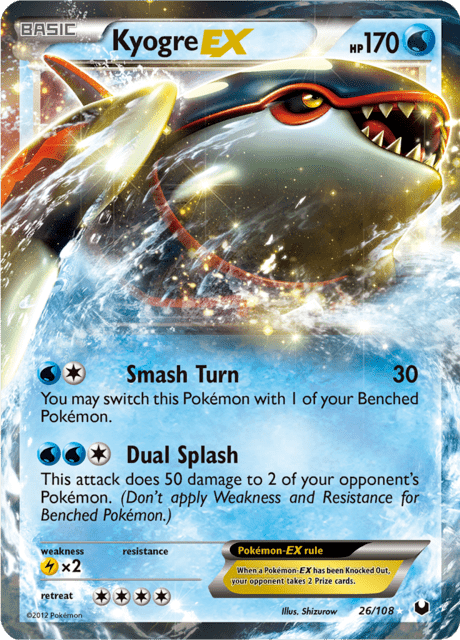 BASIC
Kyogre EX
HP170
Smash Turn 30
You may switch this Pokémon with 1 of your Benched
Pokémon.
Dual Splash
This attack does 50 damage to 2 of your opponent's
Pokémon. (Don't apply Weakness and Resistance for
Benched Pokémon.)
weakness resistance
×2
Pokémon-EX rule
When a Pokémon-EX has been Knocked Out,
your opponent takes 2 Prize cards.
retreat
©2012 Pokémon
Illus. Shizurow 26/108